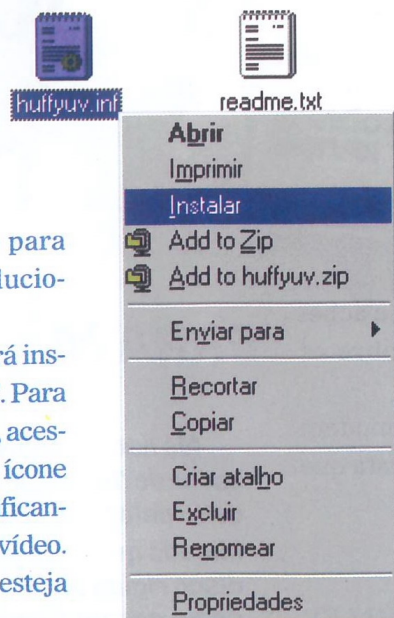 huffyuv.inf
readme.txt
Abrir
Imprimir
Instalar
Add to Zip
Add to huffyuv.zip
Enviar para
Recortar
Copiar
Criar atalho
Excluir
Renomear
Propriedades
para
lucio-
rá ins-
. Para
, aces-
ícone
fican-
vídeo.
esteja